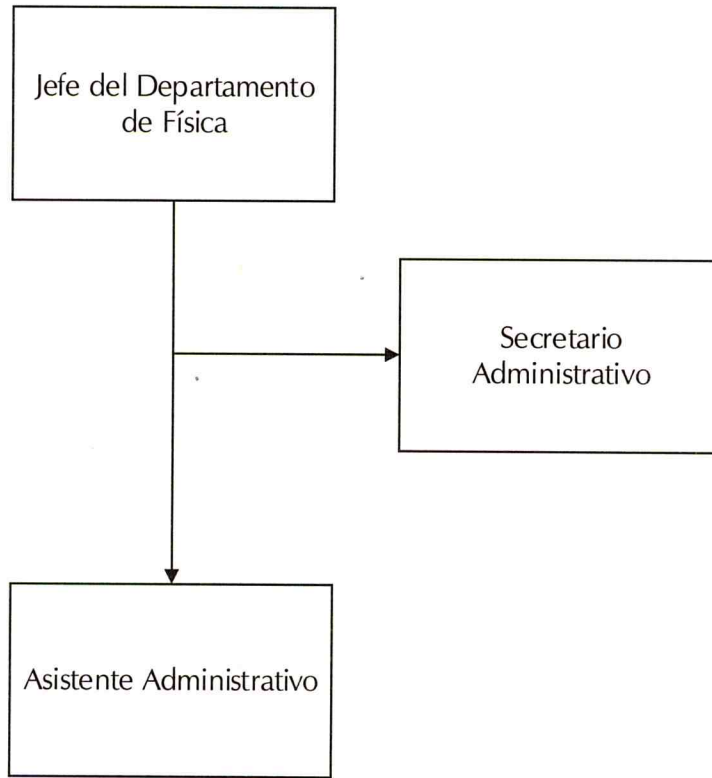 Jefe del Departamento
de Física
Secretario
Administrativo
Asistente Administrativo